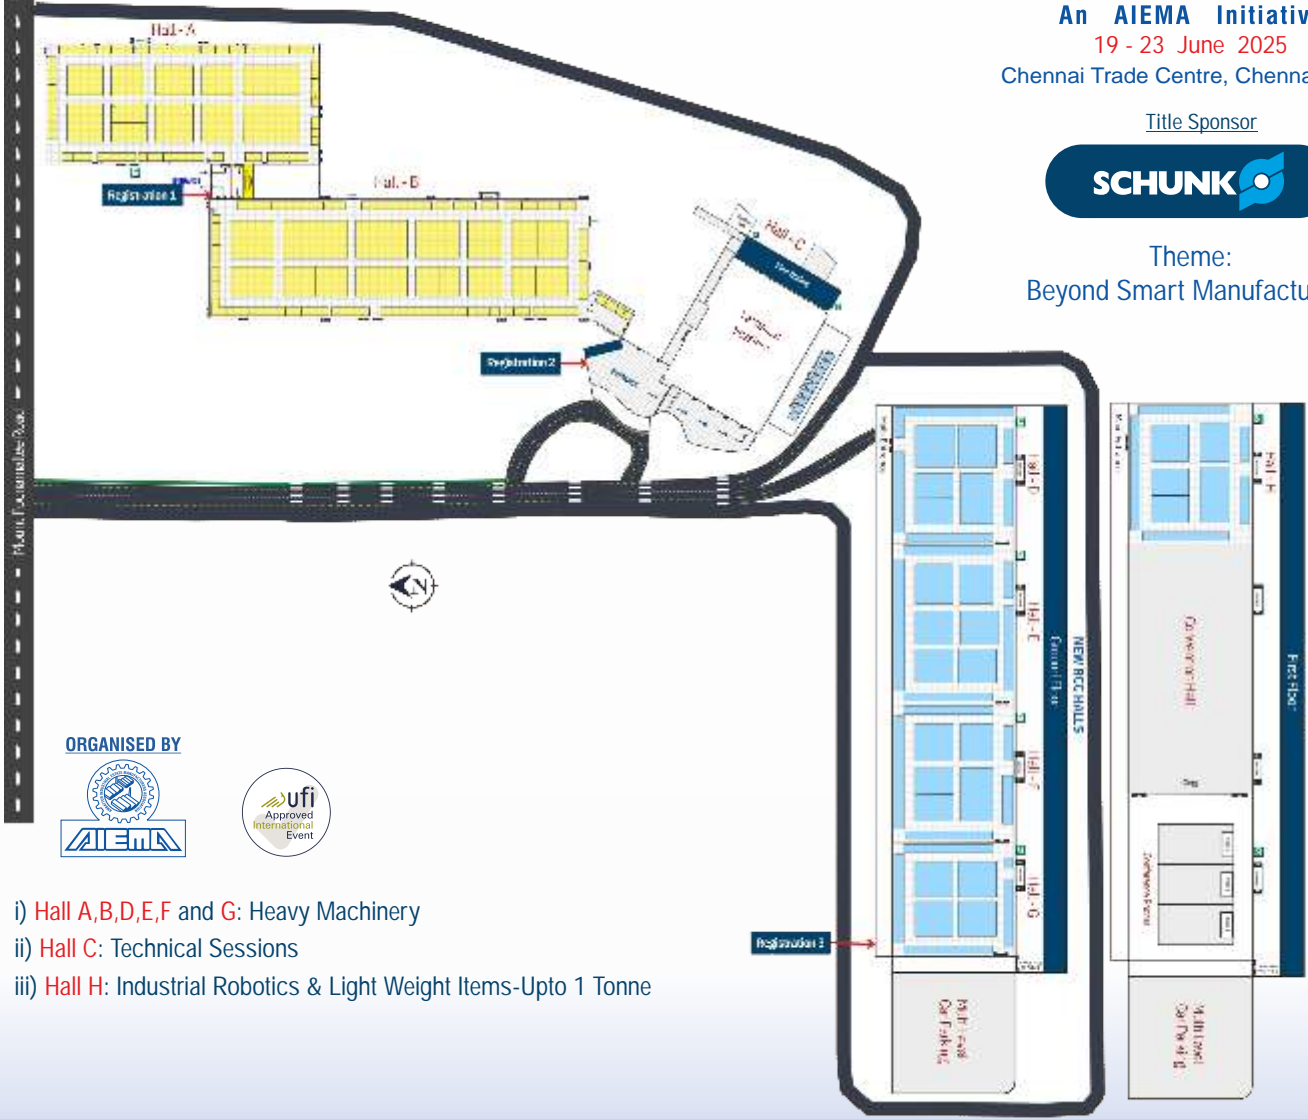 An AIEMA Initiativ
19 - 23 June 2025
Chennai Trade Centre, Chenna
Title Sponsor
SCHUNK
Theme:
Beyond Smart Manufactu
Hall - A
Registration 1
Hall - B
Hall - C
Registration 2
Mount Poonamallee Road
N
Hall - D
Hall - E
Hall - F
Hall - G
Ground Floor
NEW BCC HALLS
Hall - H
Convention Hall
First Floor
Registration 3
Multi Level
Car Parking
Multi Level
Car Parking
ORGANISED BY
AIEMA
ufi
Approved
International
Event
i) Hall A,B,D,E,F and G: Heavy Machinery
ii) Hall C: Technical Sessions
iii) Hall H: Industrial Robotics & Light Weight Items-Upto 1 Tonne